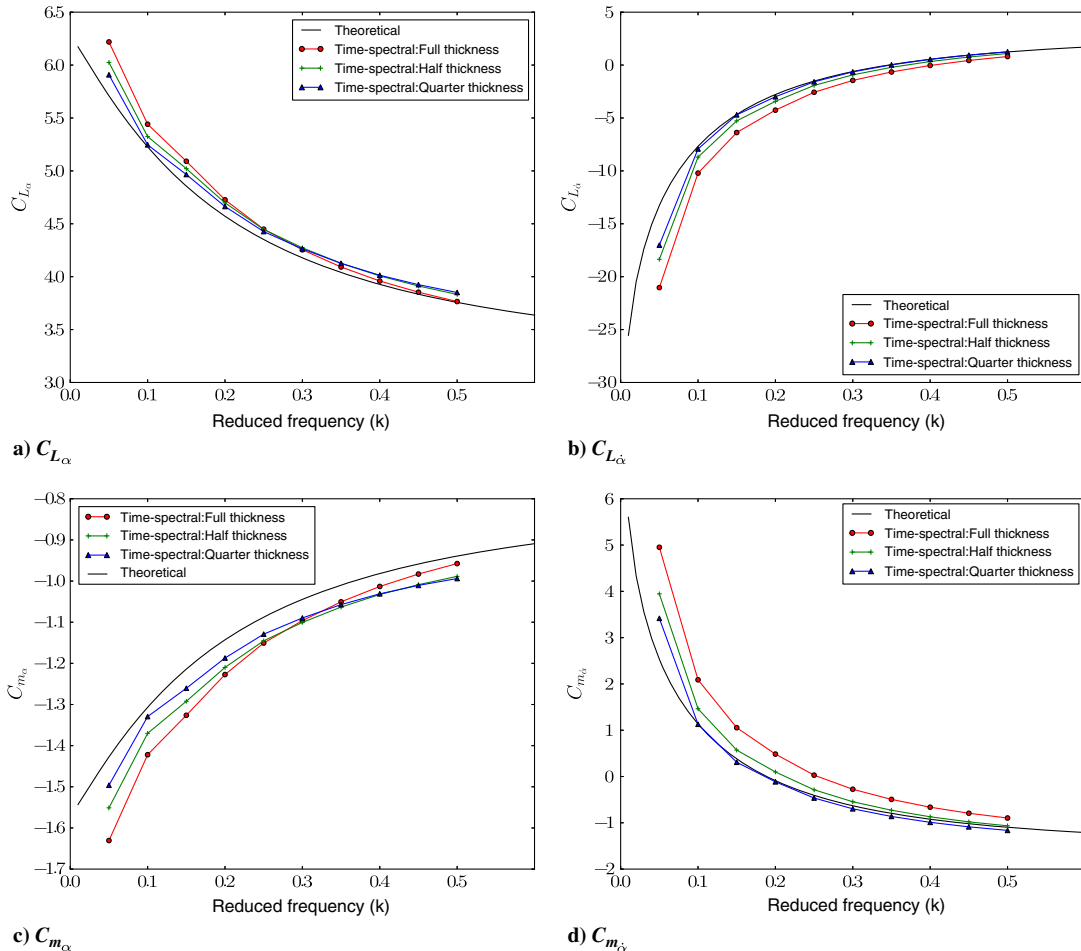 6.5
6.0
5.5
5.0
4.5
4.0
3.5
3.0
C_{L_α}
0.0 0.1 0.2 0.3 0.4 0.5
Reduced frequency (k)
Theoretical
Time-spectral:Full thickness
Time-spectral:Half thickness
Time-spectral:Quarter thickness
a) C_{L_α}
5
0
−5
−10
−15
−20
−25
−30
C_{L_α̇}
0.0 0.1 0.2 0.3 0.4 0.5
Reduced frequency (k)
Theoretical
Time-spectral:Full thickness
Time-spectral:Half thickness
Time-spectral:Quarter thickness
b) C_{L_α̇}
−0.8
−0.9
−1.0
−1.1
−1.2
−1.3
−1.4
−1.5
−1.6
−1.7
C_{m_α}
0.0 0.1 0.2 0.3 0.4 0.5
Reduced frequency (k)
Time-spectral:Full thickness
Time-spectral:Half thickness
Time-spectral:Quarter thickness
Theoretical
c) C_{m_α}
6
5
4
3
2
1
0
−1
−2
C_{m_α̇}
0.0 0.1 0.2 0.3 0.4 0.5
Reduced frequency (k)
Theoretical
Time-spectral:Full thickness
Time-spectral:Half thickness
Time-spectral:Quarter thickness
d) C_{m_α̇}